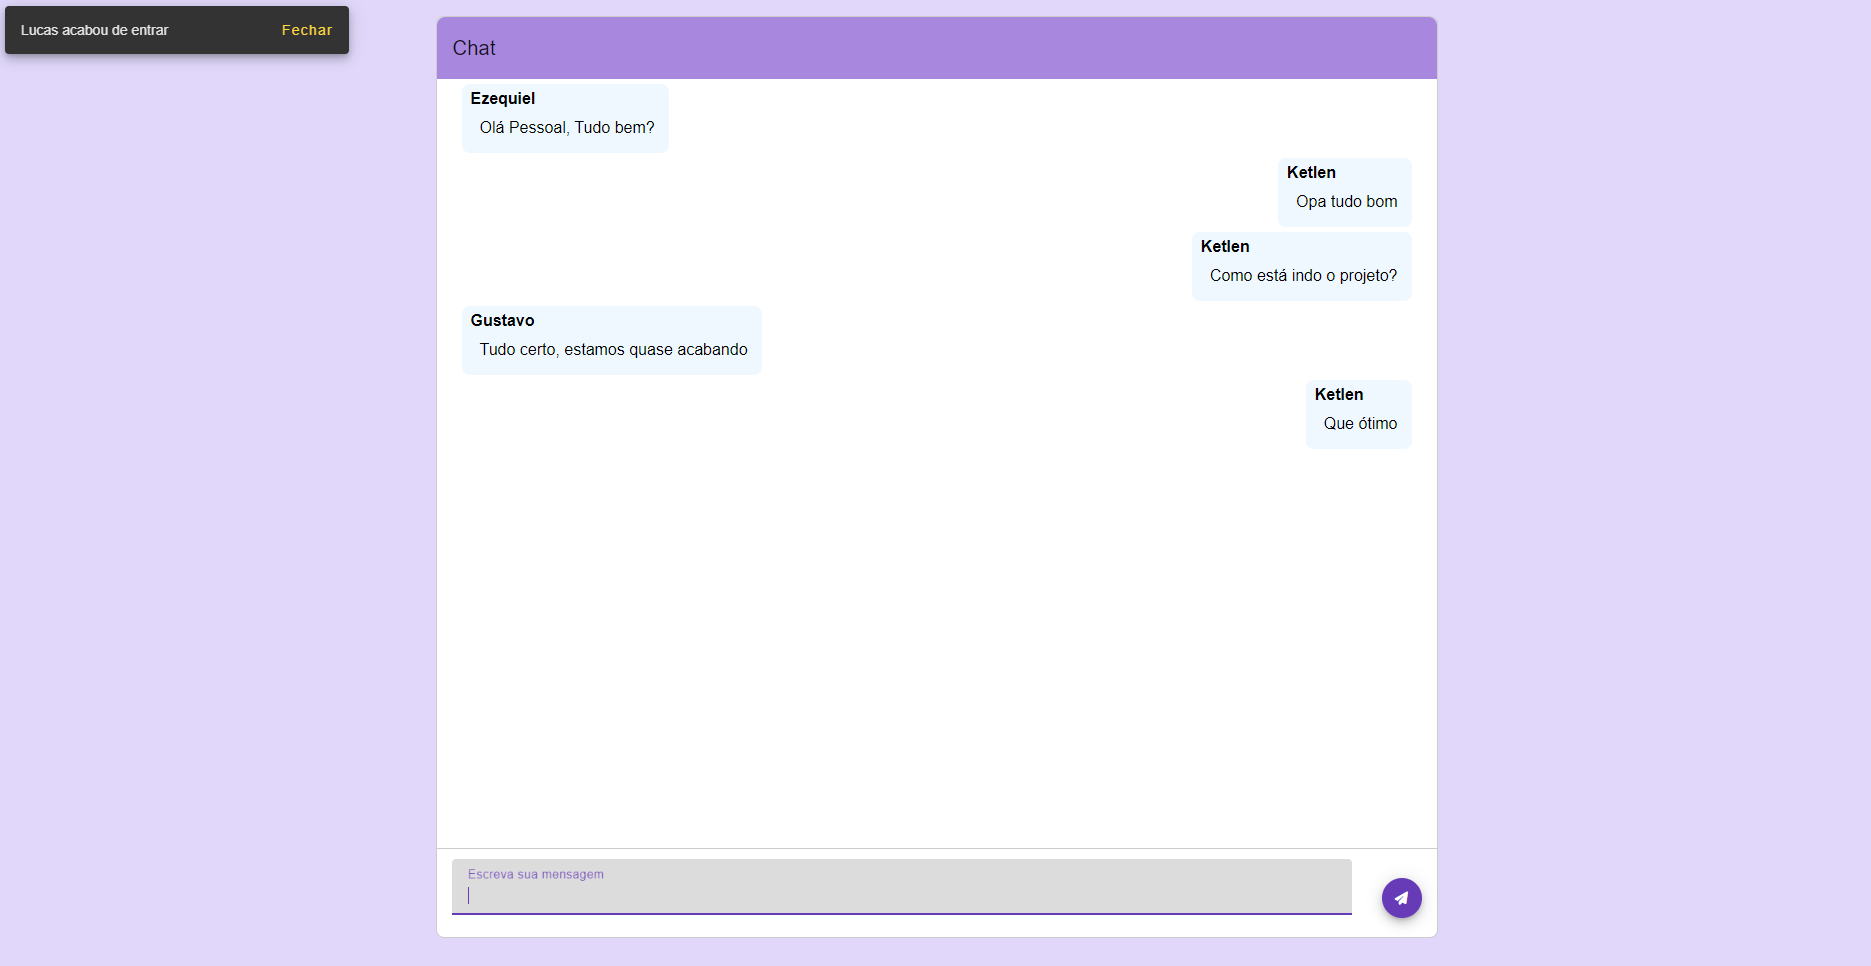 Lucas acabou de entrar Fechar
Chat
Ezequiel
Olá Pessoal, Tudo bem?
Ketlen
Opa tudo bom
Ketlen
Como está indo o projeto?
Gustavo
Tudo certo, estamos quase acabando
Ketlen
Que ótimo
Escreva sua mensagem